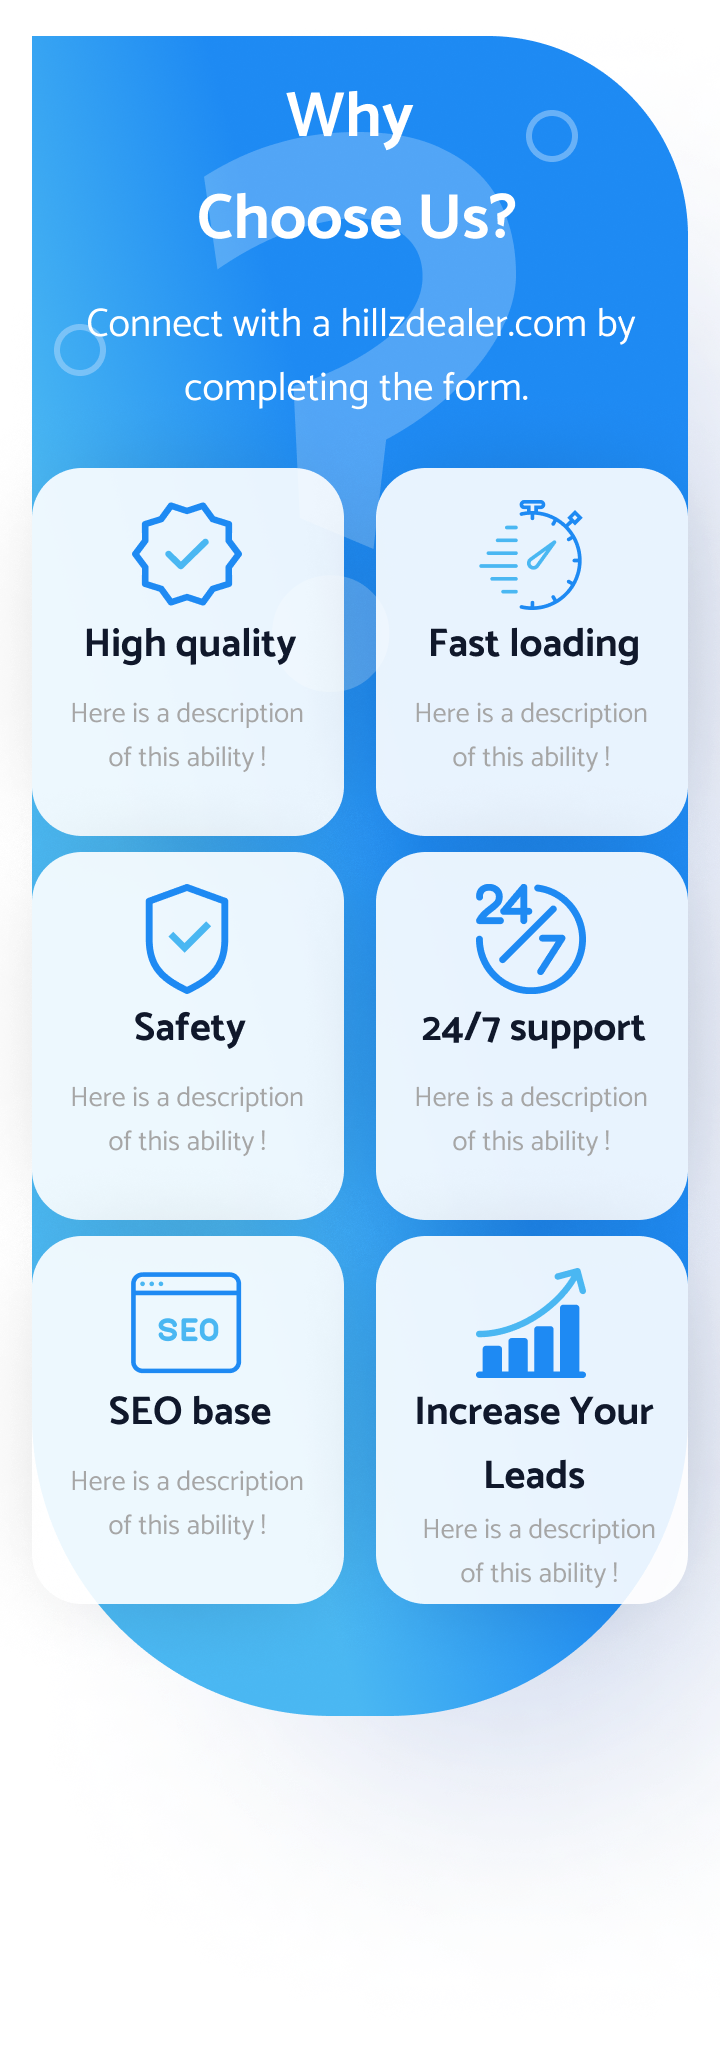 Why
Choose Us?
Connect with a hillzdealer.com by
completing the form.
High quality
Here is a description
of this ability !
Fast loading
Here is a description
of this ability !
Safety
Here is a description
of this ability !
24/7
24/7 support
Here is a description
of this ability !
SEO
SEO base
Here is a description
of this ability !
Increase Your
Leads
Here is a description
of this ability !